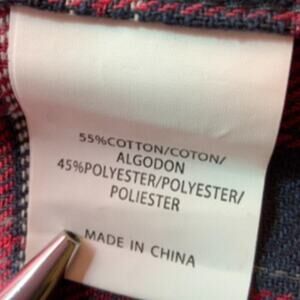 55%COTTON/COTON/
ALGODON
45%POLYESTER/POLYESTER/
POLIESTER
MADE IN CHINA